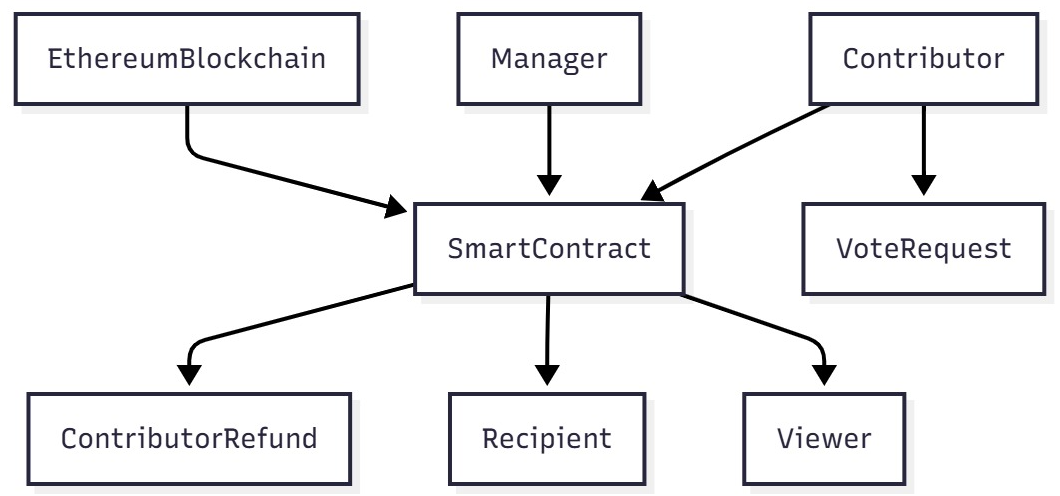 EthereumBlockchain
Manager
Contributor
SmartContract
VoteRequest
ContributorRefund
Recipient
Viewer